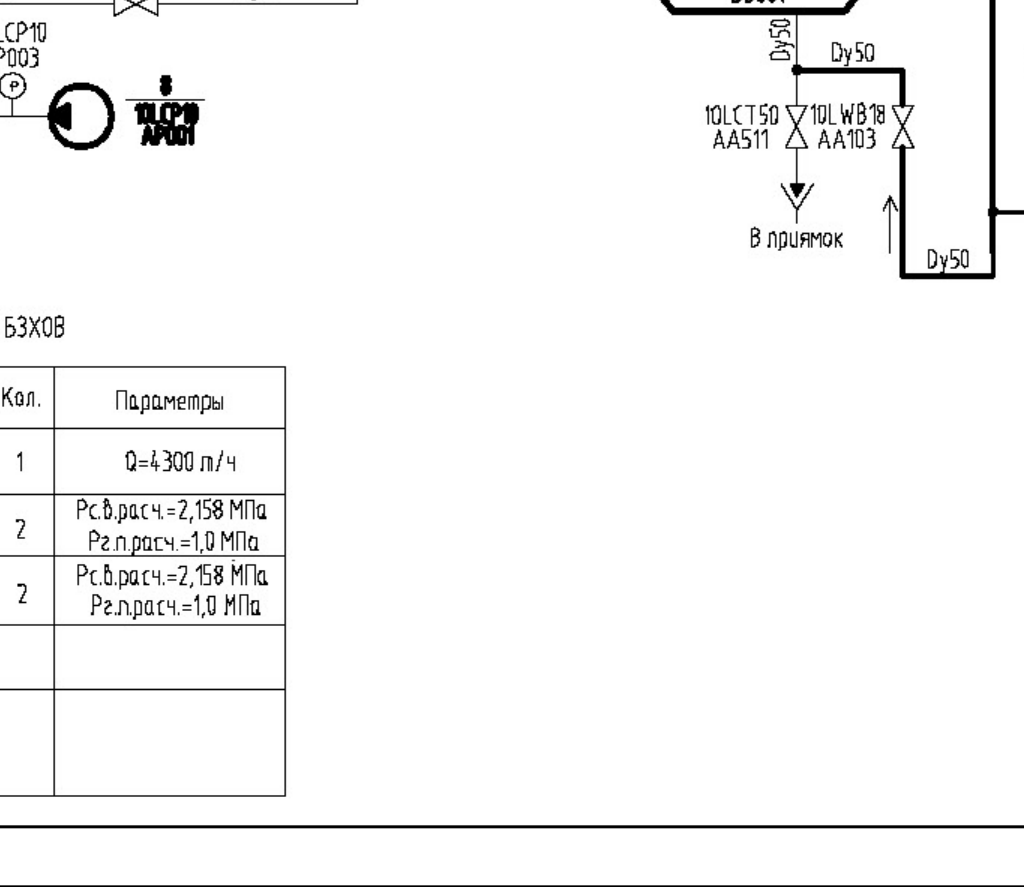 Dy50
Dy50
8
10LCP10
AP001
10LCT50
AA511
10LWB18
AA103
В приямок
Dy50
БЗХОВ
Кол.
Параметры
1
Q=4300 т/ч
2
Рс.в.расч.=2,158 МПа
Рг.п.расч.=1,0 МПа
2
Рс.в.расч.=2,158 МПа
Рг.п.расч.=1,0 МПа
LCP10
P003
P